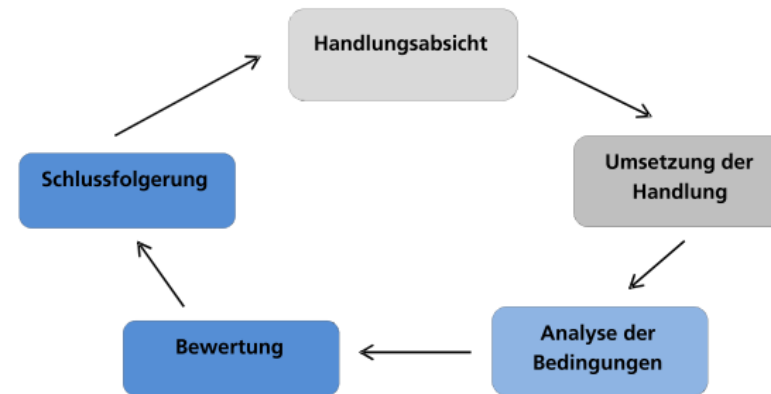 Handlungsabsicht
Umsetzung der
Handlung
Analyse der
Bedingungen
Bewertung
Schlussfolgerung